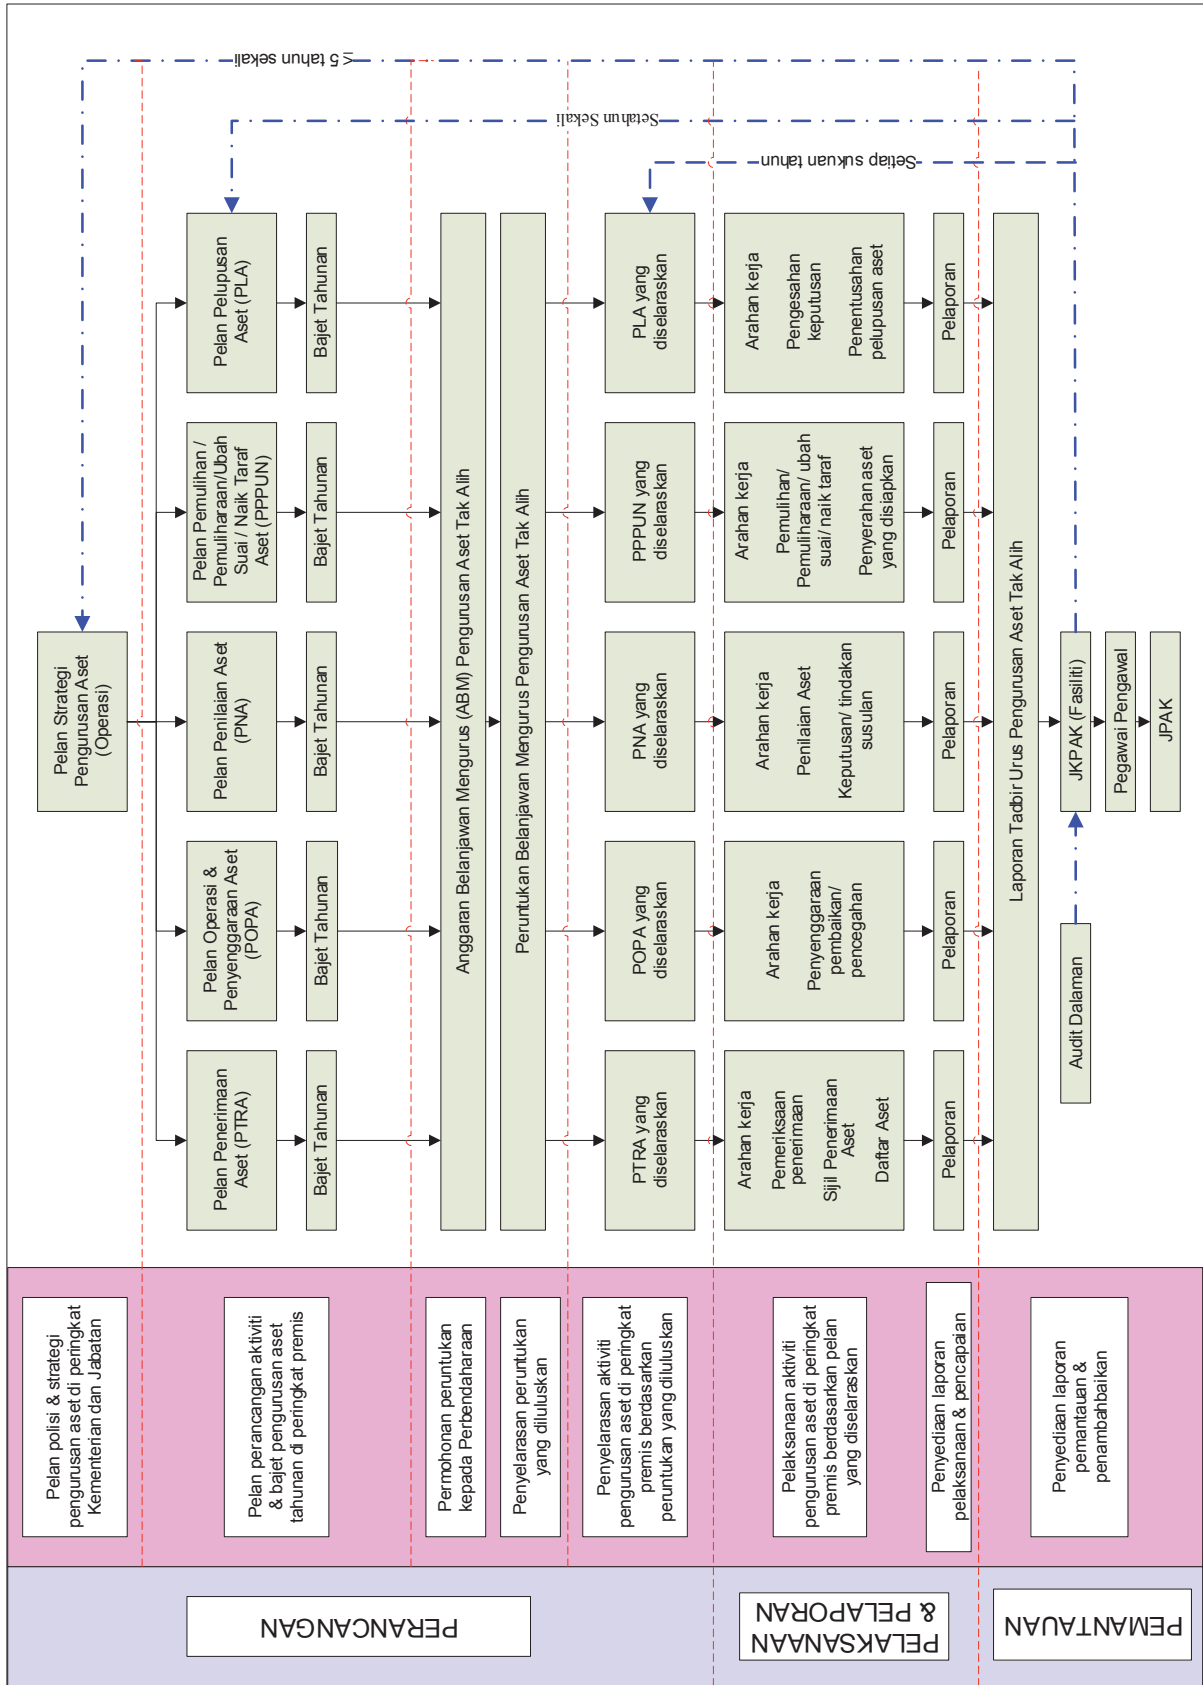 PERANCANGAN
PELAKSANAAN
& PELAPORAN
PEMANTAUAN
Pelan polisi & strategi
pengurusan aset di peringkat
Kementerian dan Jabatan
Pelan perancangan aktiviti
& bajet pengurusan aset
tahunan di peringkat premis
Permohonan peruntukan
kepada Perbendaharaan
Penyelarasan peruntukan
yang diluluskan
Penyelarasan aktiviti
pengurusan aset di peringkat
premis berdasarkan
peruntukan yang diluluskan
Pelaksanaan aktiviti
pengurusan aset di peringkat
premis berdasarkan pelan
yang diselaraskan
Penyediaan laporan
pelaksanaan & pencapaian
Penyediaan laporan
pemantauan &
penambahbaikan
Pelan Strategi
Pengurusan Aset
(Operasi)
≤ 5 tahun sekali
Pelan Penerimaan
Aset (PTRA)
Pelan Operasi &
Penyenggaraan Aset
(POPA)
Pelan Penilaian Aset
(PNA)
Pelan Pemulihan /
Pemuliharaan/Ubah
Suai / Naik Taraf
Aset (PPPUN)
Pelan Pelupusan
Aset (PLA)
Setahun Sekali
Bajet Tahunan
Bajet Tahunan
Bajet Tahunan
Bajet Tahunan
Bajet Tahunan
Anggaran Belanjawan Mengurus (ABM) Pengurusan Aset Tak Alih
Peruntukan Belanjawan Mengurus Pengurusan Aset Tak Alih
PTRA yang
diselaraskan
POPA yang
diselaraskan
PNA yang
diselaraskan
PPPUN yang
diselaraskan
PLA yang
diselaraskan
Setiap sukuan tahun
Arahan kerja
Pemeriksaan
penerimaan
Sijil Penerimaan
Aset
Daftar Aset
Arahan kerja
Penyenggaraan
pembaikan/
pencegahan
Arahan kerja
Penilaian Aset
Keputusan/ tindakan
susulan
Arahan kerja
Pemulihan/
Pemuliharaan/ ubah
suai/ naik taraf
Penyerahan aset
yang disiapkan
Arahan kerja
Pengesahan
keputusan
Penentusahan
pelupusan aset
Pelaporan
Pelaporan
Pelaporan
Pelaporan
Pelaporan
Laporan Tadbir Urus Pengurusan Aset Tak Alih
Audit Dalaman
JKPAK (Fasiliti)
Pegawai Pengawal
JPAK